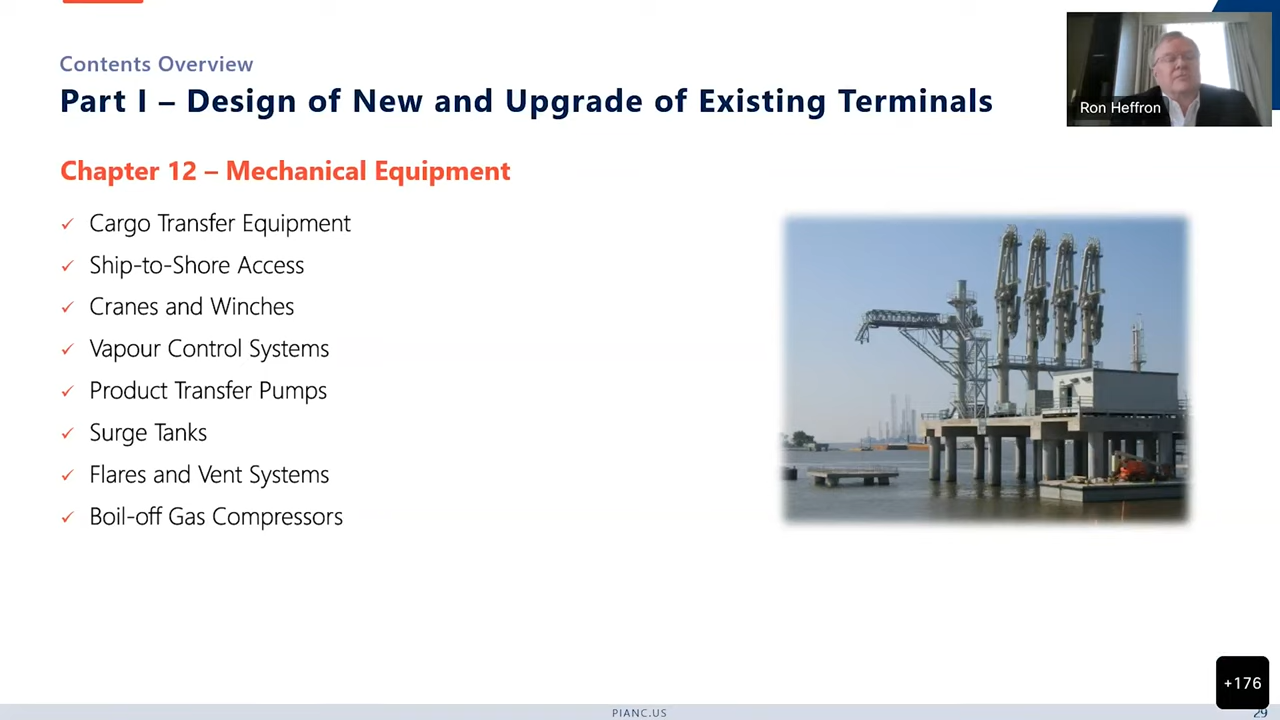 Contents Overview
Part I – Design of New and Upgrade of Existing Terminals
Ron Heffron
Chapter 12 – Mechanical Equipment
✓ Cargo Transfer Equipment
✓ Ship-to-Shore Access
✓ Cranes and Winches
✓ Vapour Control Systems
✓ Product Transfer Pumps
✓ Surge Tanks
✓ Flares and Vent Systems
✓ Boil-off Gas Compressors
+176
PIANC.US
29